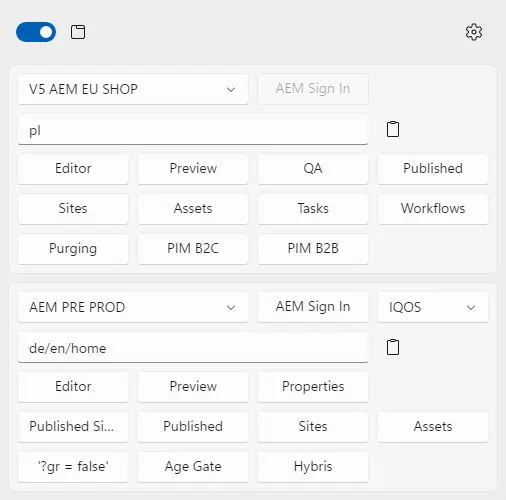 V5 AEM EU SHOP AEM Sign In
pl
Editor Preview QA Published
Sites Assets Tasks Workflows
Purging PIM B2C PIM B2B
AEM PRE PROD AEM Sign In IQOS
de/en/home
Editor Preview Properties
Published Si... Published Sites Assets
'?gr = false' Age Gate Hybris